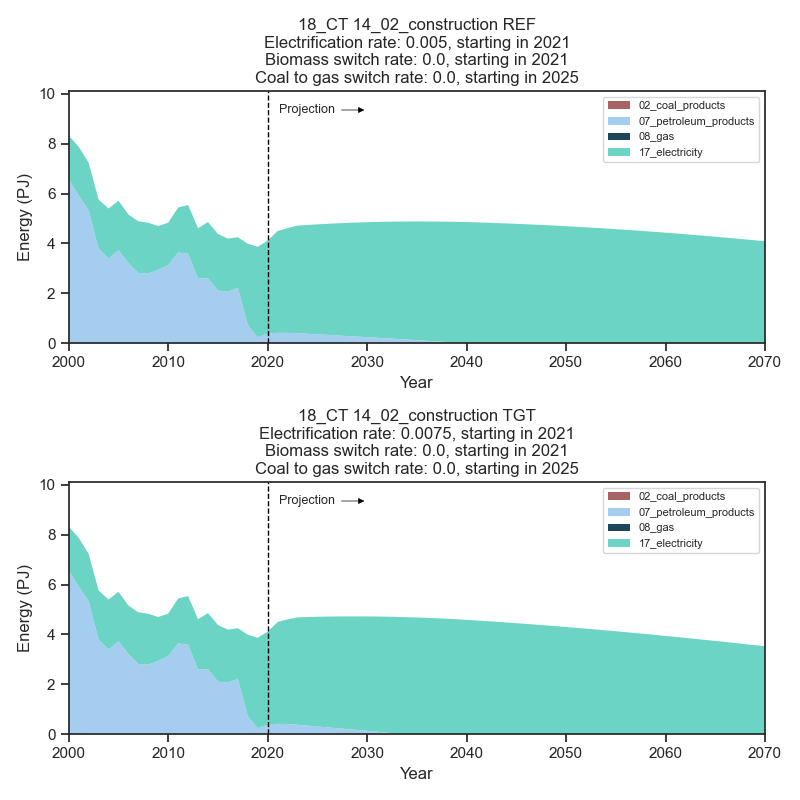 18_CT 14_02_construction REF
Electrification rate: 0.005, starting in 2021
Biomass switch rate: 0.0, starting in 2021
Coal to gas switch rate: 0.0, starting in 2025
10
8
6
4
2
0
Energy (PJ)
Projection
02_coal_products
07_petroleum_products
08_gas
17_electricity
2000 2010 2020 2030 2040 2050 2060 2070
Year
18_CT 14_02_construction TGT
Electrification rate: 0.0075, starting in 2021
Biomass switch rate: 0.0, starting in 2021
Coal to gas switch rate: 0.0, starting in 2025
10
8
6
4
2
0
Energy (PJ)
Projection
02_coal_products
07_petroleum_products
08_gas
17_electricity
2000 2010 2020 2030 2040 2050 2060 2070
Year